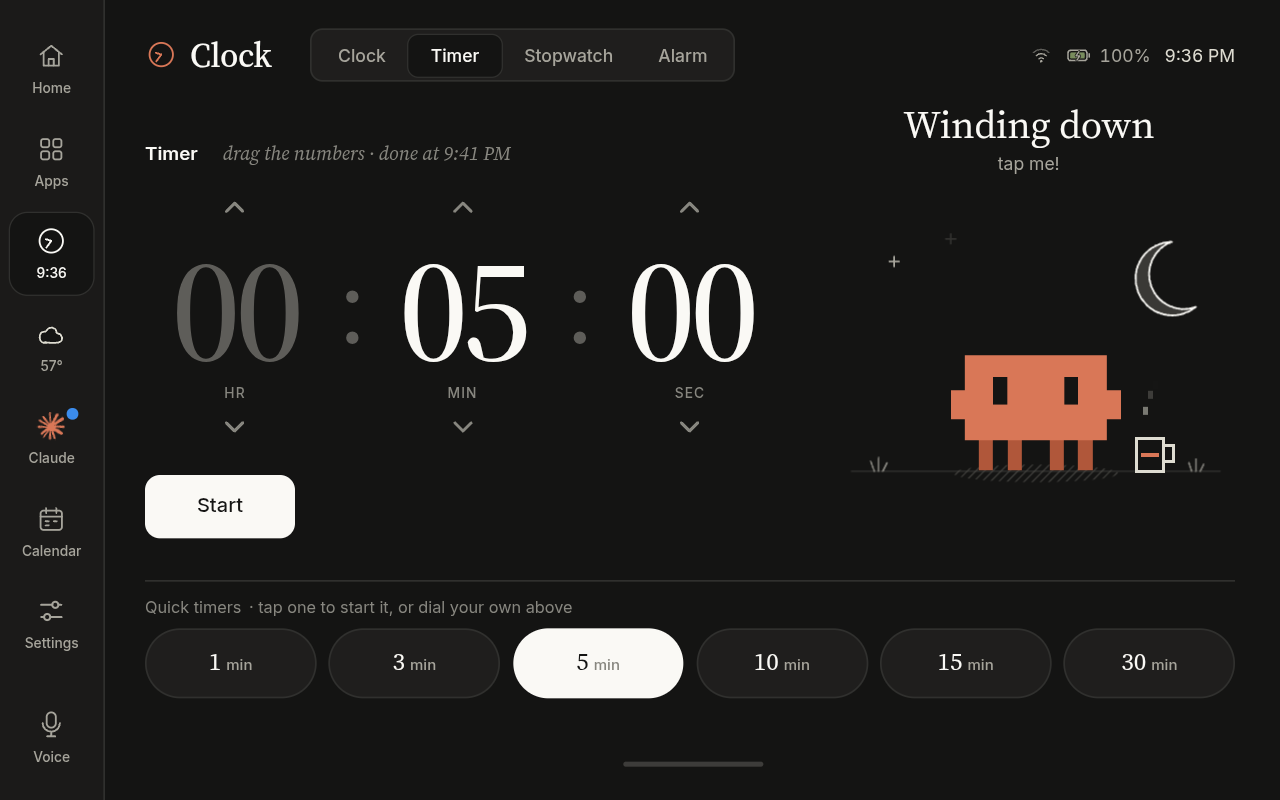 Home
Apps
9:36
57°
Claude
Calendar
Settings
Voice
Clock
Clock Timer Stopwatch Alarm
100% 9:36 PM
Timer drag the numbers · done at 9:41 PM
00 : 05 : 00
HR MIN SEC
Start
Winding down
tap me!
Quick timers · tap one to start it, or dial your own above
1 min 3 min 5 min 10 min 15 min 30 min